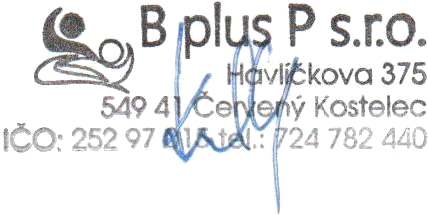 B plus P s.r.o.
Havlíčkova 375
549 41 Červený Kostelec
IČO: 252 97 tel.: 724 782 440